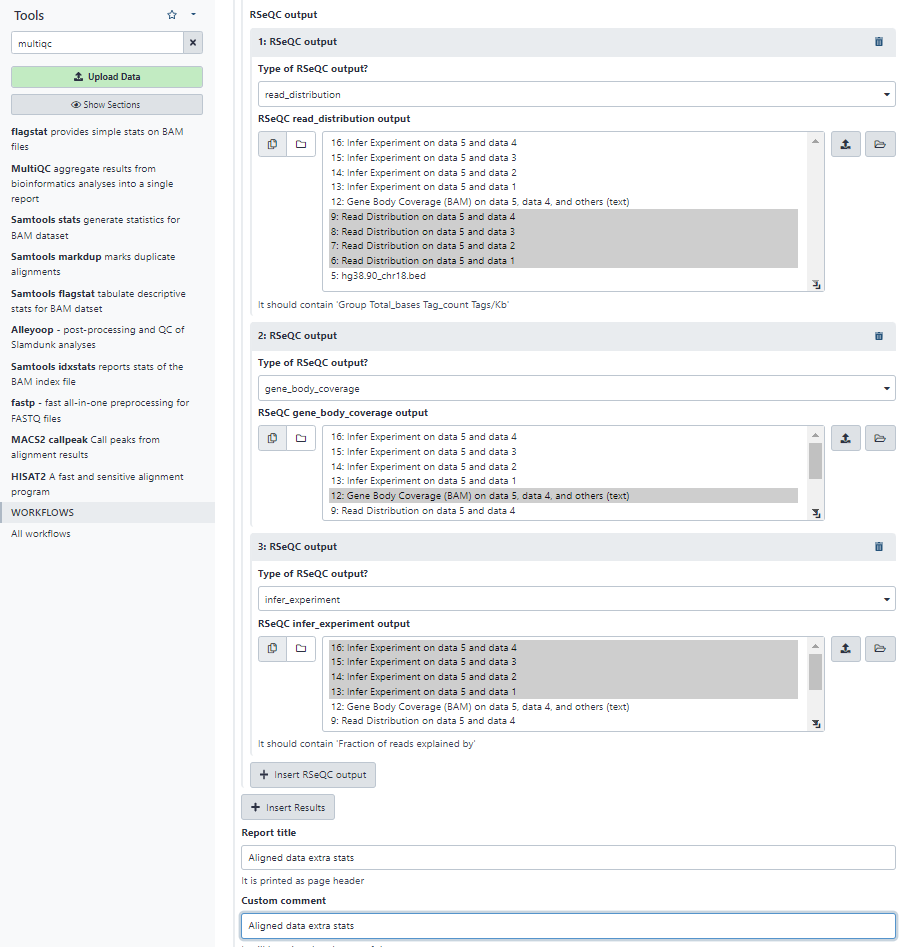 Tools
multiqc
Upload Data
Show Sections
flagstat provides simple stats on BAM
files
MultiQC aggregate results from
bioinformatics analyses into a single
report
Samtools stats generate statistics for
BAM dataset
Samtools markdup marks duplicate
alignments
Samtools flagstat tabulate descriptive
stats for BAM datset
Alleyoop - post-processing and QC of
Slamdunk analyses
Samtools idxstats reports stats of the
BAM index file
fastp - fast all-in-one preprocessing for
FASTQ files
MACS2 callpeak Call peaks from
alignment results
HISAT2 A fast and sensitive alignment
program
WORKFLOWS
All workflows
RSeQC output
1: RSeQC output
Type of RSeQC output?
read_distribution
RSeQC read_distribution output
16: Infer Experiment on data 5 and data 4
15: Infer Experiment on data 5 and data 3
14: Infer Experiment on data 5 and data 2
13: Infer Experiment on data 5 and data 1
12: Gene Body Coverage (BAM) on data 5, data 4, and others (text)
9: Read Distribution on data 5 and data 4
8: Read Distribution on data 5 and data 3
7: Read Distribution on data 5 and data 2
6: Read Distribution on data 5 and data 1
5: hg38.90_chr18.bed
It should contain 'Group Total_bases Tag_count Tags/Kb'
2: RSeQC output
Type of RSeQC output?
gene_body_coverage
RSeQC gene_body_coverage output
16: Infer Experiment on data 5 and data 4
15: Infer Experiment on data 5 and data 3
14: Infer Experiment on data 5 and data 2
13: Infer Experiment on data 5 and data 1
12: Gene Body Coverage (BAM) on data 5, data 4, and others (text)
9: Read Distribution on data 5 and data 4
3: RSeQC output
Type of RSeQC output?
infer_experiment
RSeQC infer_experiment output
16: Infer Experiment on data 5 and data 4
15: Infer Experiment on data 5 and data 3
14: Infer Experiment on data 5 and data 2
13: Infer Experiment on data 5 and data 1
12: Gene Body Coverage (BAM) on data 5, data 4, and others (text)
9: Read Distribution on data 5 and data 4
It should contain 'Fraction of reads explained by'
Insert RSeQC output
Insert Results
Report title
Aligned data extra stats
It is printed as page header
Custom comment
Aligned data extra stats